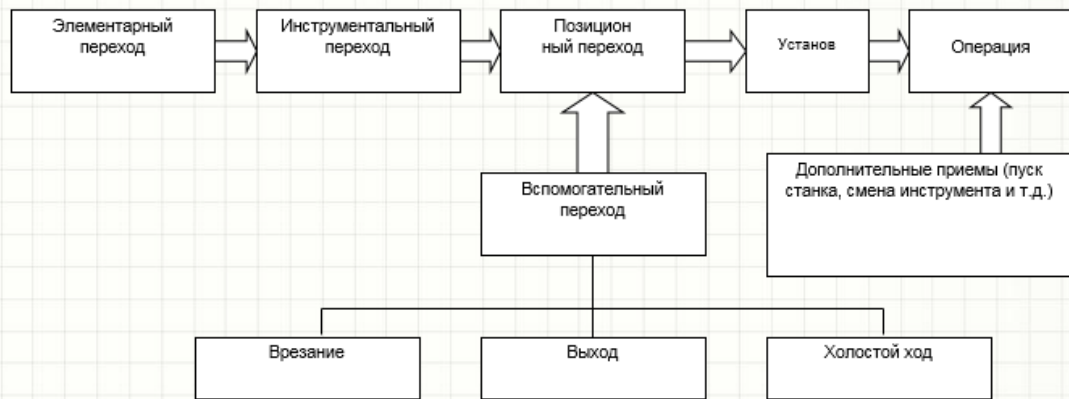 Элементарный
переход
Инструментальный
переход
Позицион
ный переход
Установ
Операция
Вспомогательный
переход
Дополнительные приемы (пуск
станка, смена инструмента и т.д.)
Врезание
Выход
Холостой ход